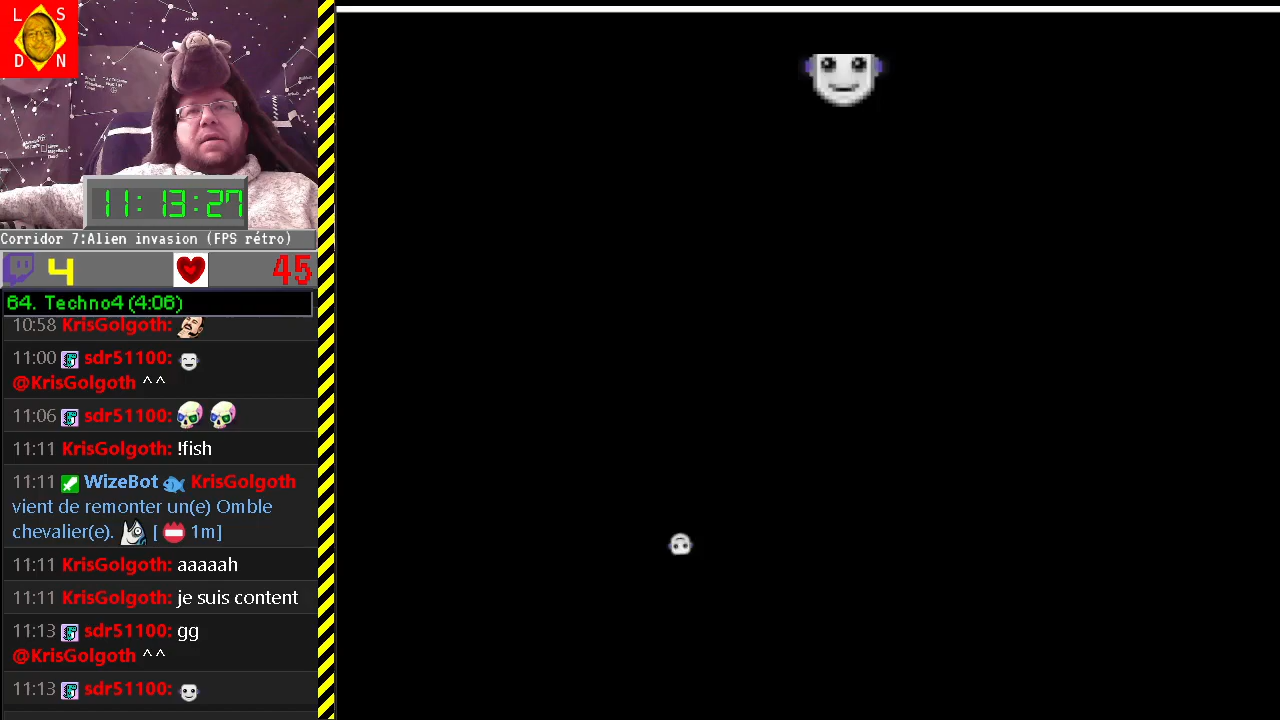 L S
D N
11:13:27
Corridor 7:Alien invasion (FPS rétro)
4 45
64. Techno4 (4:06)
10:58 KrisGolgoth:
11:00 sdr51100:
@KrisGolgoth ^^
11:06 sdr51100:
11:11 KrisGolgoth: !fish
11:11 WizeBot KrisGolgoth
vient de remonter un(e) Omble
chevalier(e). [ 1m]
11:11 KrisGolgoth: aaaaah
11:11 KrisGolgoth: je suis content
11:13 sdr51100: gg
@KrisGolgoth ^^
11:13 sdr51100: